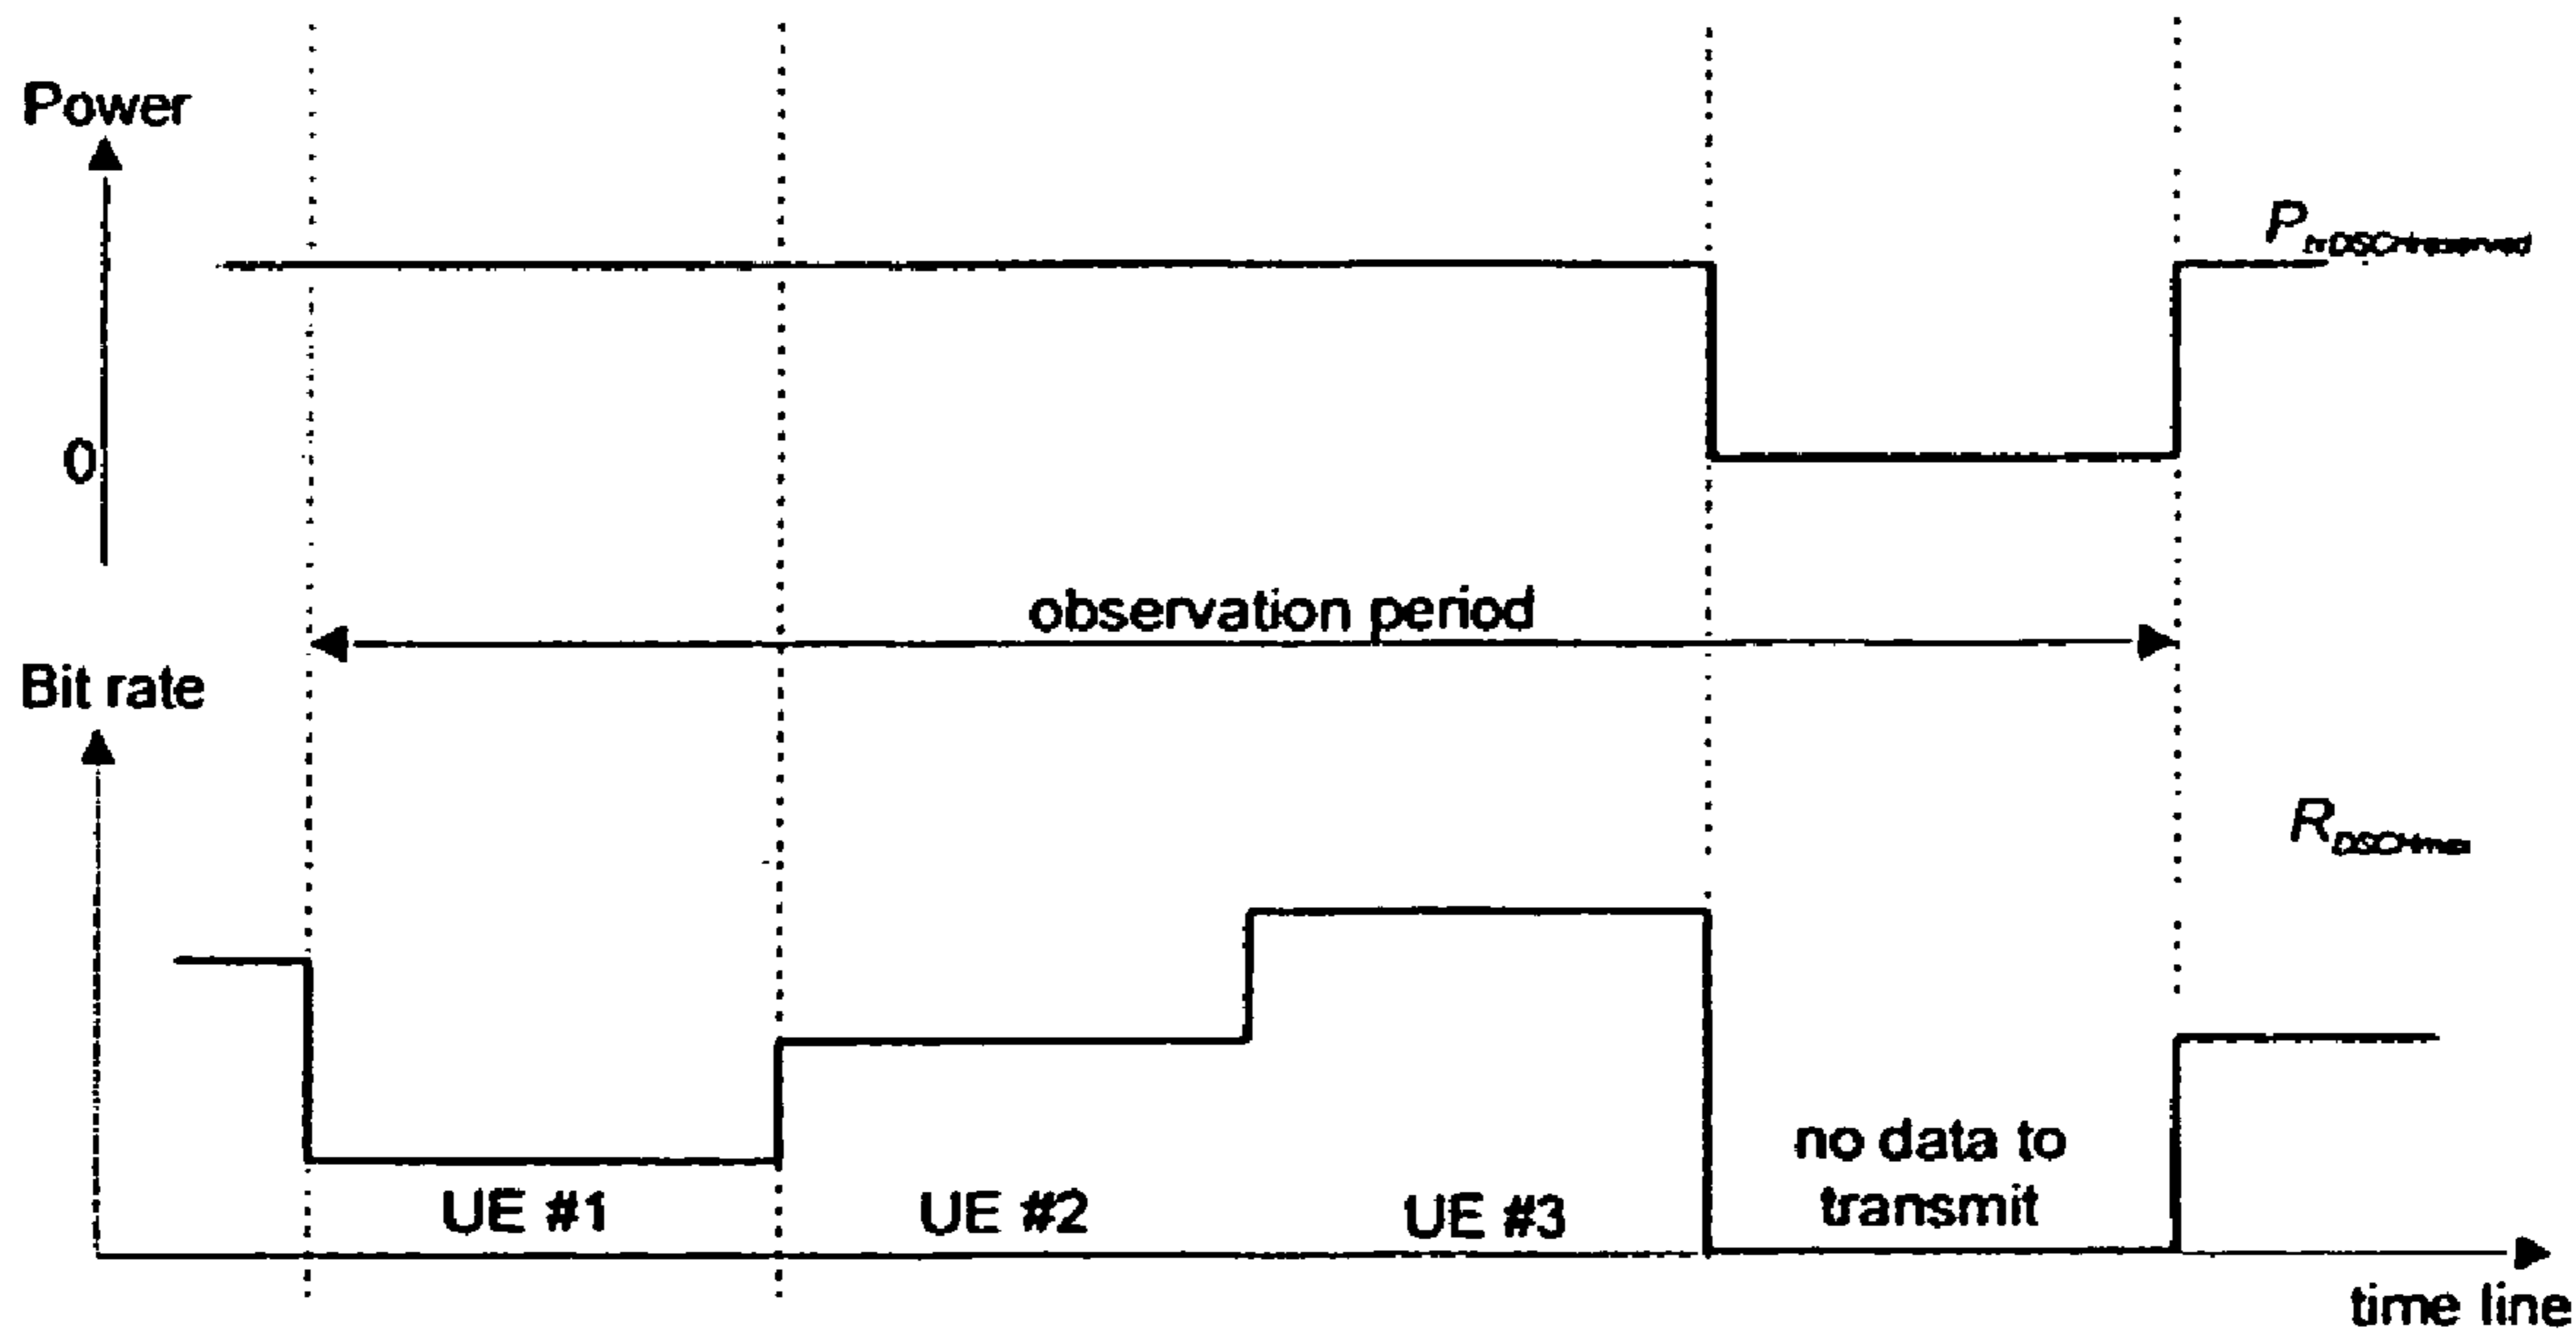 Power
P
0
observation period
Bit rate
R
no data to
transmit
UE #1
UE #2
UE #3
time line